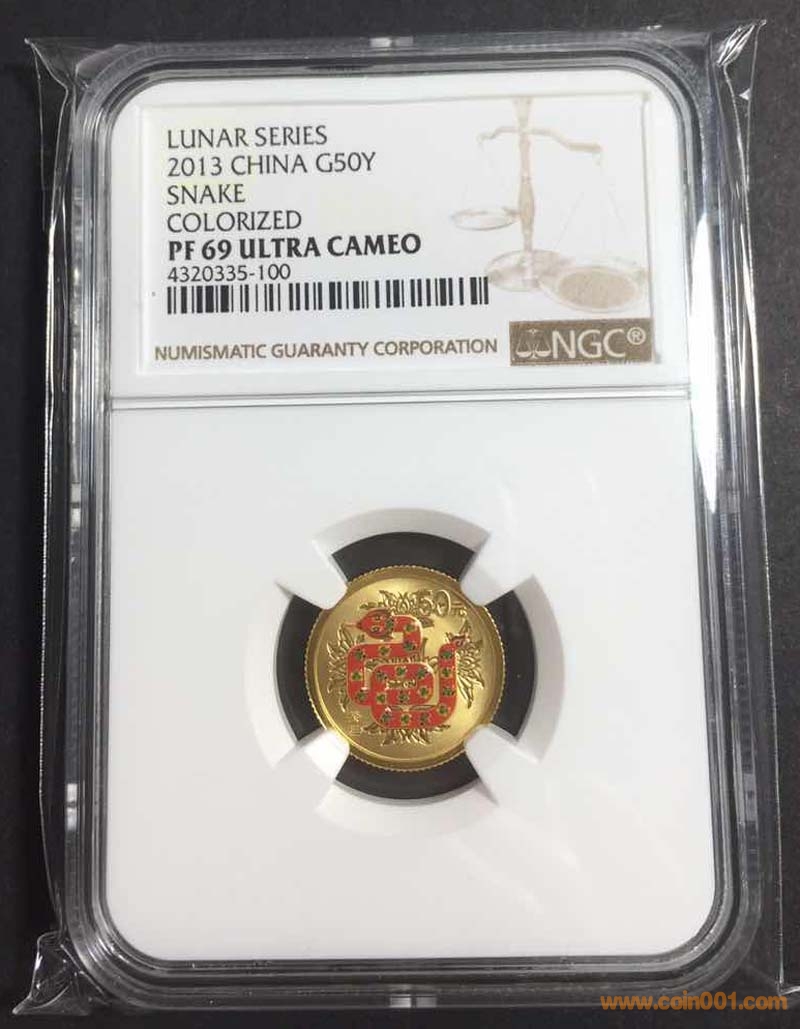 LUNAR SERIES
2013 CHINA G50Y
SNAKE
COLORIZED
PF 69 ULTRA CAMEO
4320335-100
NUMISMATIC GUARANTY CORPORATION
NGC®
50元
www.coin001.com